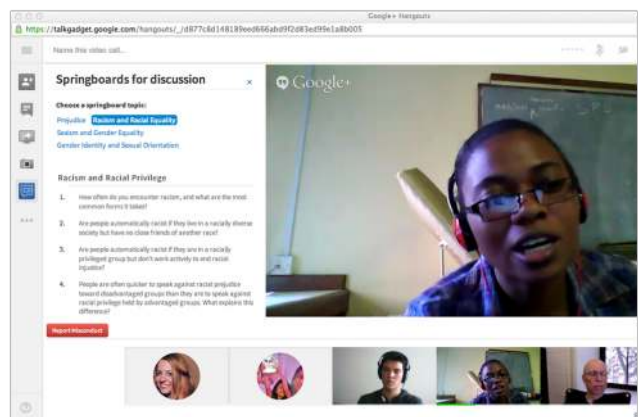 Google+ Hangouts
https://talkgadget.google.com/hangouts/_/d877c8d148189eed666abd9f2d83ed99e1a8b005
Name this video call...
Springboards for discussion
x
Google+
Choose a springboard topic:
Prejudice Racism and Racial Equality
Sexism and Gender Equality
Gender Identity and Sexual Orientation
Racism and Racial Privilege
1. How often do you encounter racism, and what are the most
common forms it takes?
2. Are people automatically racist if they live in a racially diverse
society but have no close friends of another race?
3. Are people automatically racist if they are in a racially
privileged group but don't work actively to end racial
injustice?
4. People are often quicker to speak against racial prejudice
toward disadvantaged groups than they are to speak against
racial privilege held by advantaged groups. What explains this
difference?
Report Misconduct